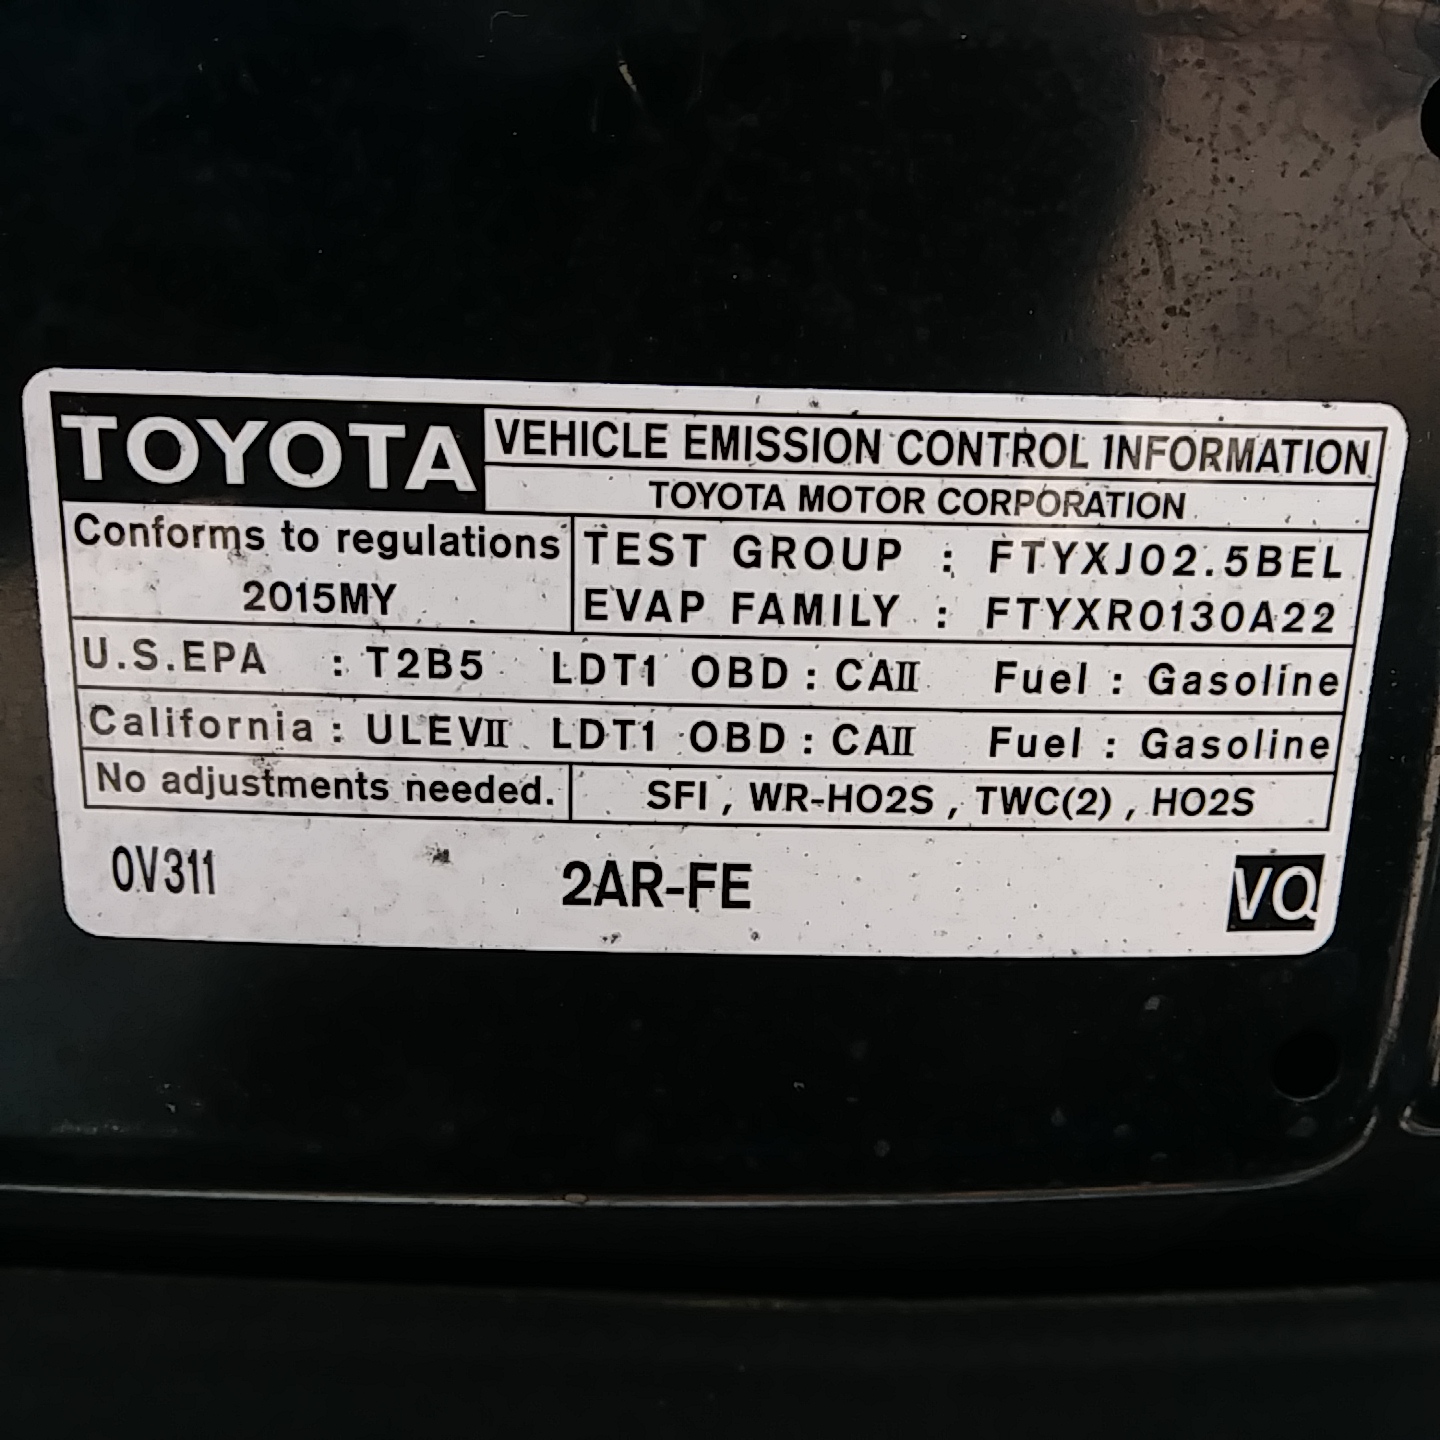 TOYOTA VEHICLE EMISSION CONTROL INFORMATION
TOYOTA MOTOR CORPORATION
Conforms to regulations
2015MY
TEST GROUP : FTYXJ02.5BEL
EVAP FAMILY : FTYXR0130A22
U.S.EPA : T2B5 LDT1 OBD : CAII Fuel : Gasoline
California : ULEVII LDT1 OBD : CAII Fuel : Gasoline
No adjustments needed. SFI , WR-HO2S , TWC(2) , HO2S
0V311 2AR-FE VQ